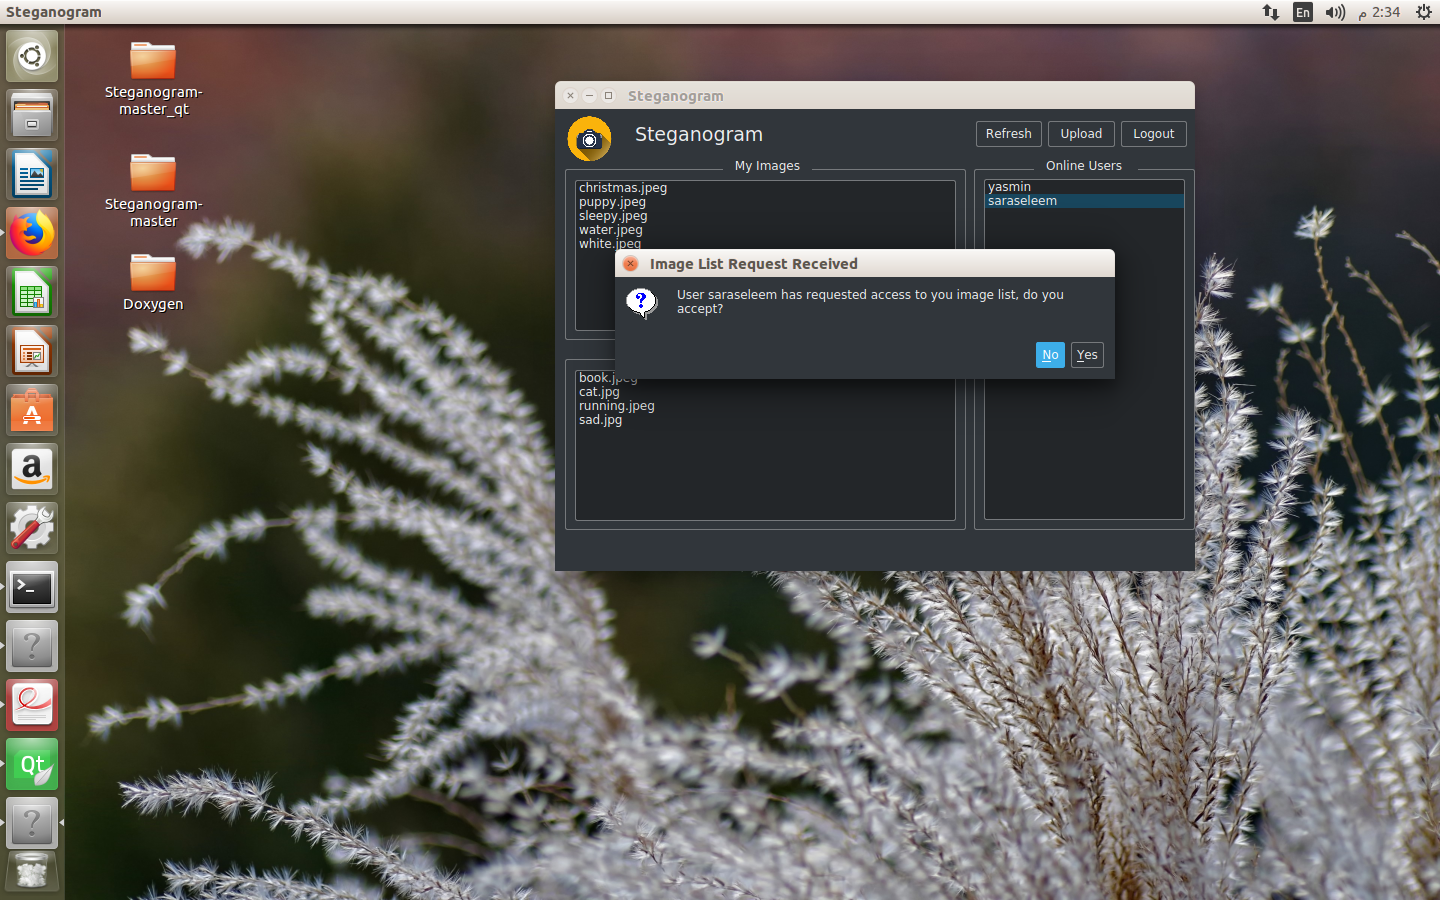 Steganogram
En
م 2:34
Steganogram-
master_qt
Steganogram-
master
Doxygen
Steganogram
Steganogram
Refresh
Upload
Logout
My Images
Online Users
christmas.jpeg
puppy.jpeg
sleepy.jpeg
water.jpeg
white.jpeg
yasmin
saraseleem
Image List Request Received
User saraseleem has requested access to you image list, do you
accept?
No
Yes
book.jpeg
cat.jpg
running.jpeg
sad.jpg
Qt